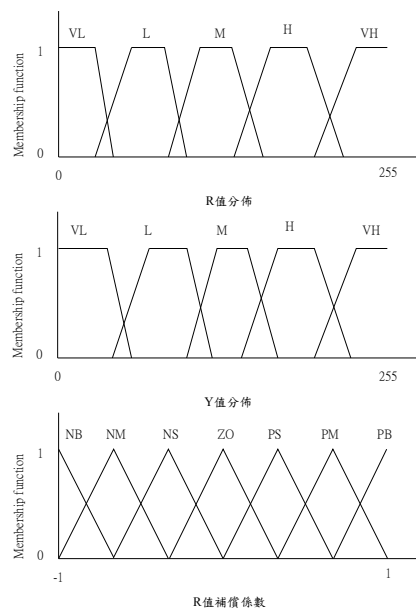 VL L M H VH
1
Membership function
0
0 255
R值分佈
VL L M H VH
1
Membership function
0
0 255
Y值分佈
NB NM NS ZO PS PM PB
1
Membership function
0
-1 1
R值補償係數